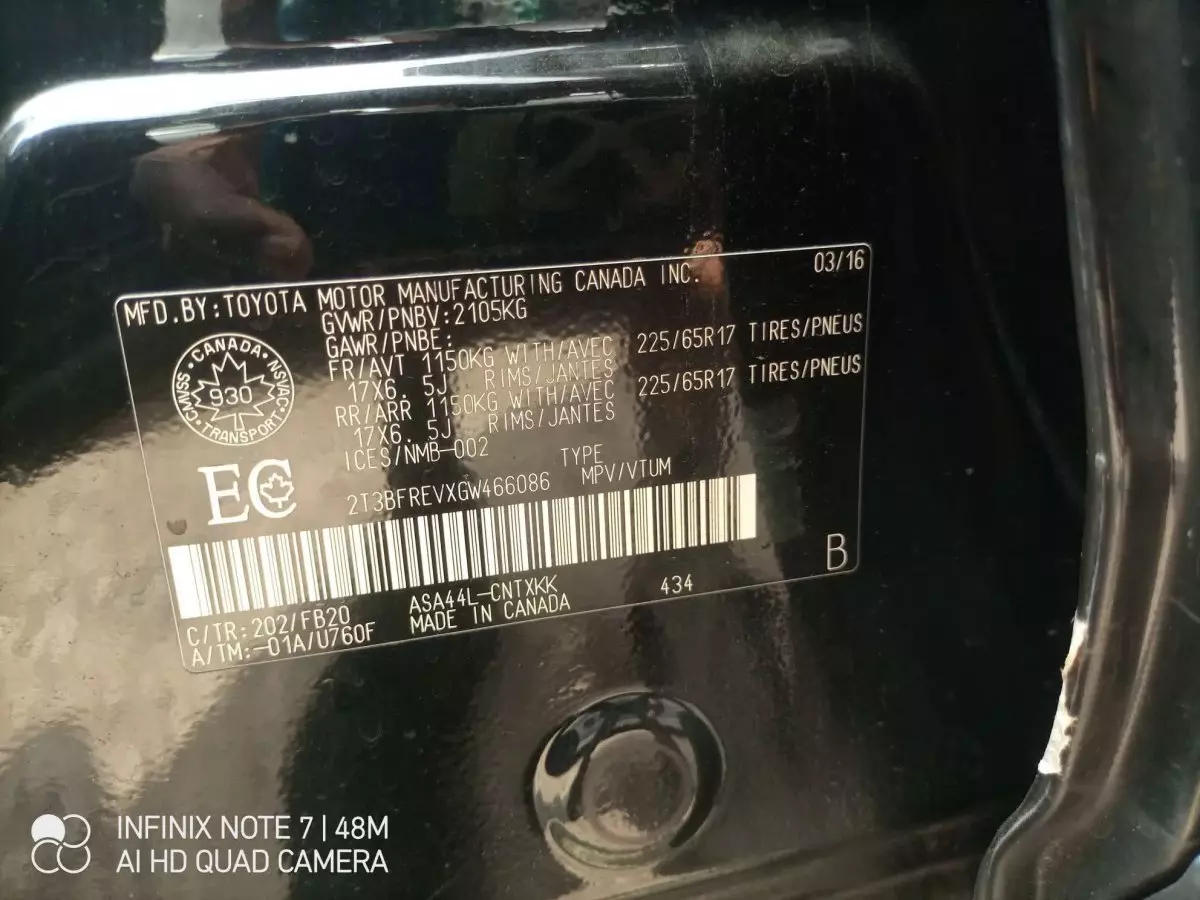 MFD.BY:TOYOTA MOTOR MANUFACTURING CANADA INC. 03/16
GVWR/PNBV:2105KG
GAWR/PNBE:
FR/AVT 1150KG WITH/AVEC 225/65R17 TIRES/PNEUS
17X6. 5J RIMS/JANTES
RR/ARR 1150KG WITH/AVEC 225/65R17 TIRES/PNEUS
17X6. 5J RIMS/JANTES
ICES/NMB-002
CANADA
CMVSS·NSVAC
930
TRANSPORT
EC
TYPE
2T3BFREVXGW466086 MPV/VTUM
B
C/TR:202/FB20 ASA44L-CNTXKK 434
A/TM:-01A/U760F MADE IN CANADA
INFINIX NOTE 7 | 48M
AI HD QUAD CAMERA